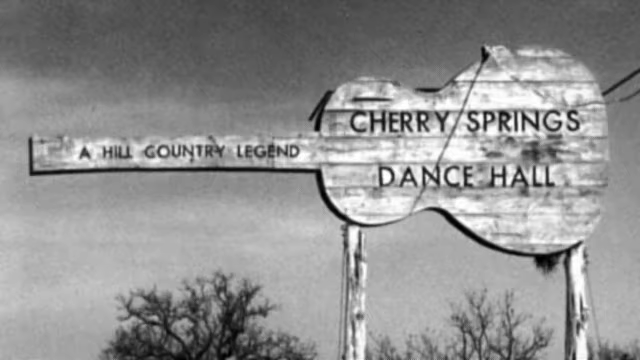 A HILL COUNTRY LEGEND
CHERRY SPRINGS
DANCE HALL